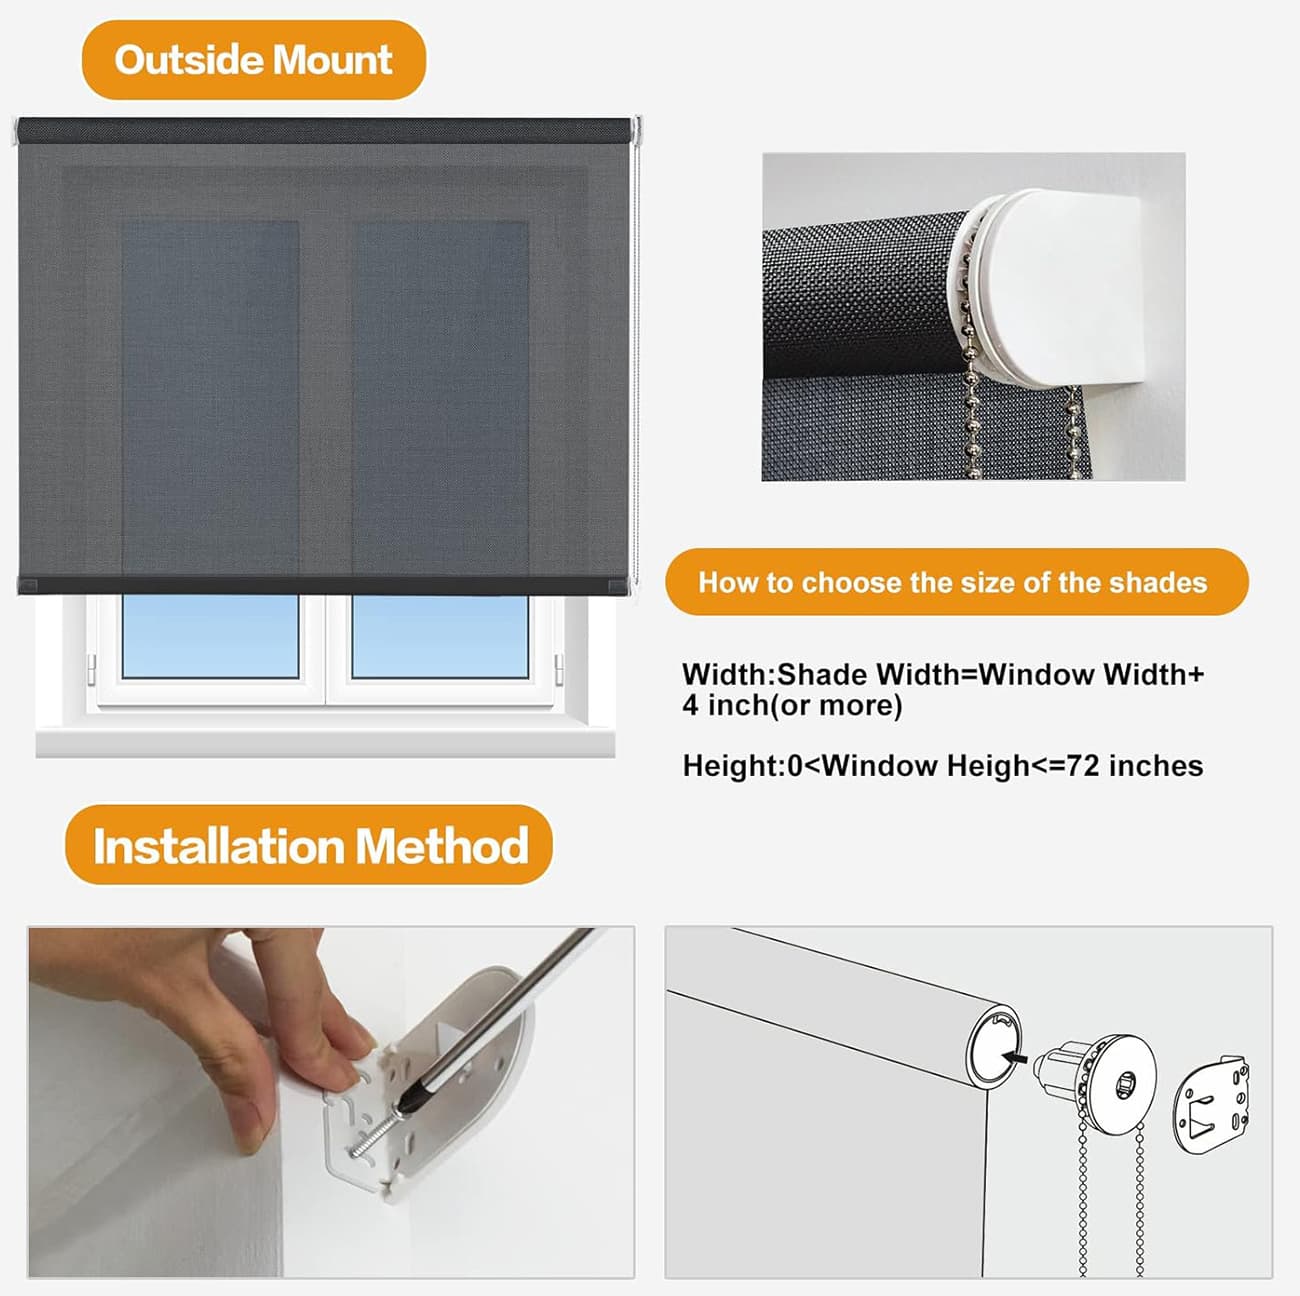 Outside Mount
How to choose the size of the shades
Width:Shade Width=Window Width+
4 inch(or more)
Height:0<Window Heigh<=72 inches
Installation Method